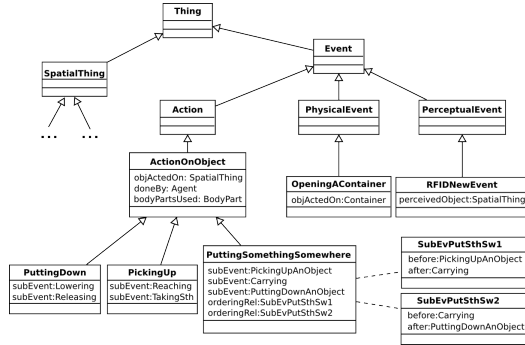 Thing
Event
SpatialThing
... ...
Action
PhysicalEvent
PerceptualEvent
ActionOnObject
objActedOn: SpatialThing
doneBy: Agent
bodyPartsUsed: BodyPart
OpeningAContainer
objActedOn:Container
RFIDNewEvent
perceivedObject:SpatialThing
PuttingDown
subEvent:Lowering
subEvent:Releasing
PickingUp
subEvent:Reaching
subEvent:TakingSth
PuttingSomethingSomewhere
subEvent:PickingUpAnObject
subEvent:Carrying
subEvent:PuttingDownAnObject
orderingRel:SubEvPutSthSw1
orderingRel:SubEvPutSthSw2
SubEvPutSthSw1
before:PickingUpAnObject
after:Carrying
SubEvPutSthSw2
before:Carrying
after:PuttingDownAnObject